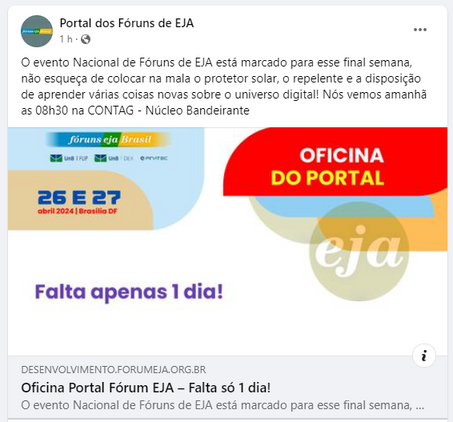 Portal dos Fóruns de EJA
1 h ·
O evento Nacional de Fóruns de EJA está marcado para esse final semana,
não esqueça de colocar na mala o protetor solar, o repelente e a disposição
de aprender várias coisas novas sobre o universo digital! Nós vemos amanhã
as 08h30 na CONTAG - Núcleo Bandeirante
fóruns eja Brasil
UnB | FUP UnB | DEX FINATEC
OFICINA
DO PORTAL
26 E 27
abril 2024 | Brasília DF
eja
Falta apenas 1 dia!
DESENVOLVIMENTO.FORUMEJA.ORG.BR
Oficina Portal Fórum EJA – Falta só 1 dia!
O evento Nacional de Fóruns de EJA está marcado para esse final semana, ...